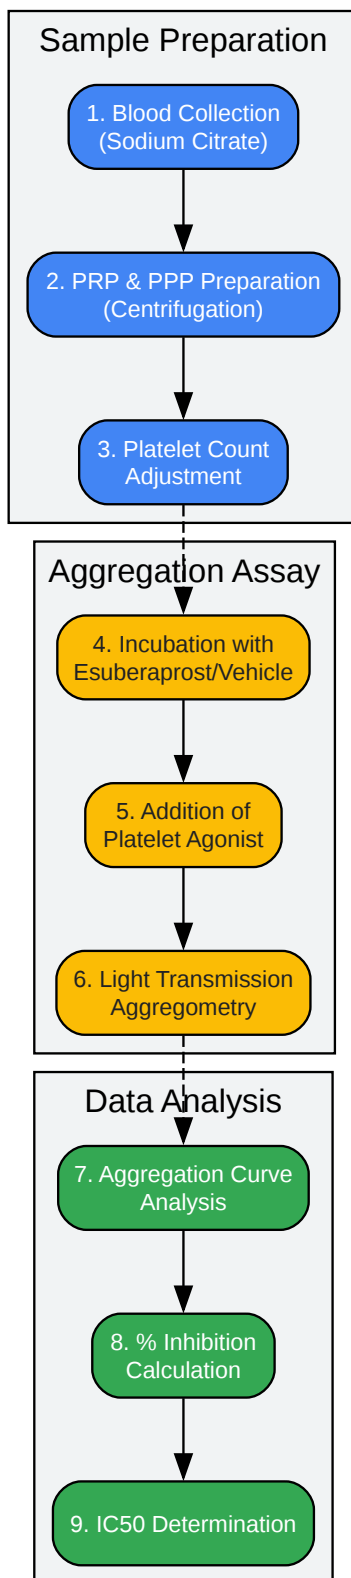 Sample Preparation
1. Blood Collection
(Sodium Citrate)
2. PRP & PPP Preparation
(Centrifugation)
3. Platelet Count
Adjustment
Aggregation Assay
4. Incubation with
Esuberaprost/Vehicle
5. Addition of
Platelet Agonist
6. Light Transmission
Aggregometry
Data Analysis
7. Aggregation Curve
Analysis
8. % Inhibition
Calculation
9. IC50 Determination